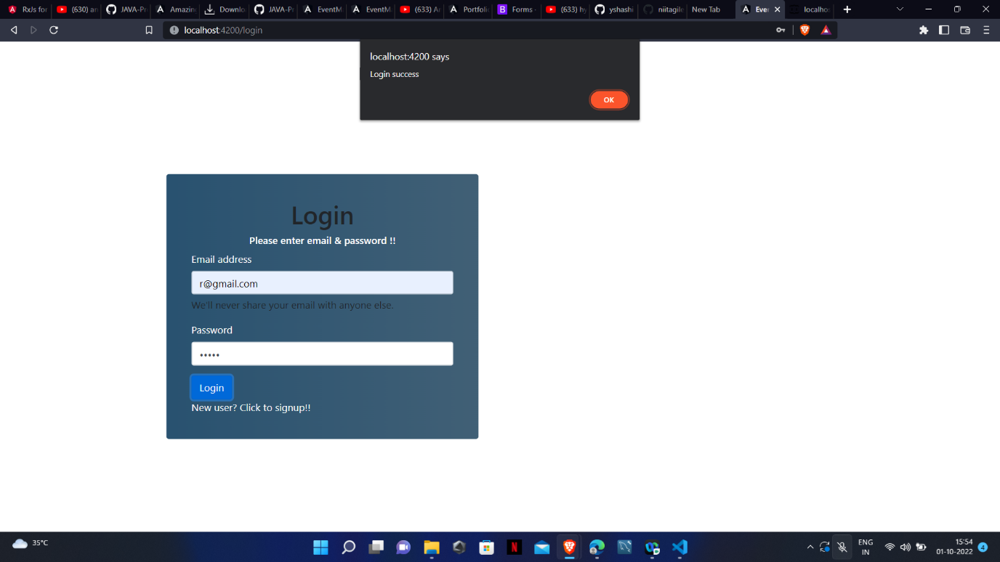 RxJs for
(630) an
JAVA-Pr
Amazin
Downlo
JAVA-Pr
EventM
EventM
(633) A
Portfoli
B Forms -
(633) hy
yshashi
niitagile
New Tab
Eve
localhos
localhost:4200/login
localhost:4200 says
Login success
OK
Login
Please enter email & password !!
Email address
r@gmail.com
We'll never share your email with anyone else.
Password
•••••
Login
New user? Click to signup!!
35°C
N
ENG
IN
15:54
01-10-2022
4